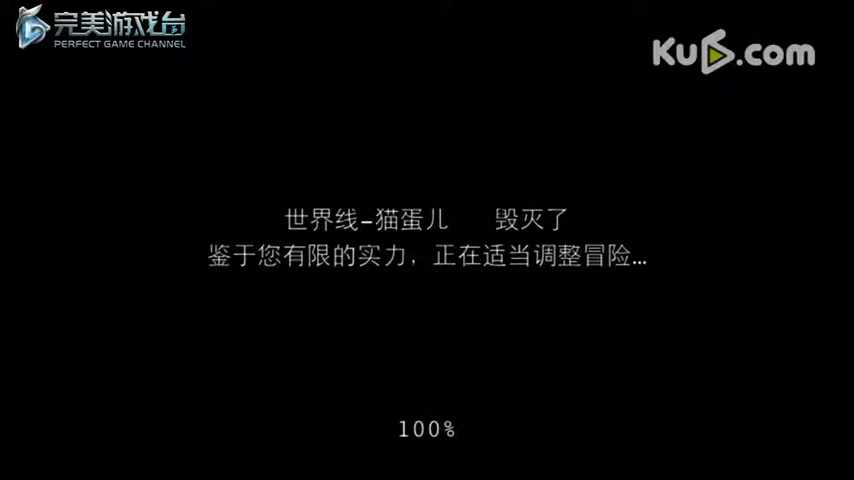 完美游戏台
PERFECT GAME CHANNEL
Ku6.com
世界线-猫蛋儿 毁灭了
鉴于您有限的实力，正在适当调整冒险...
100%